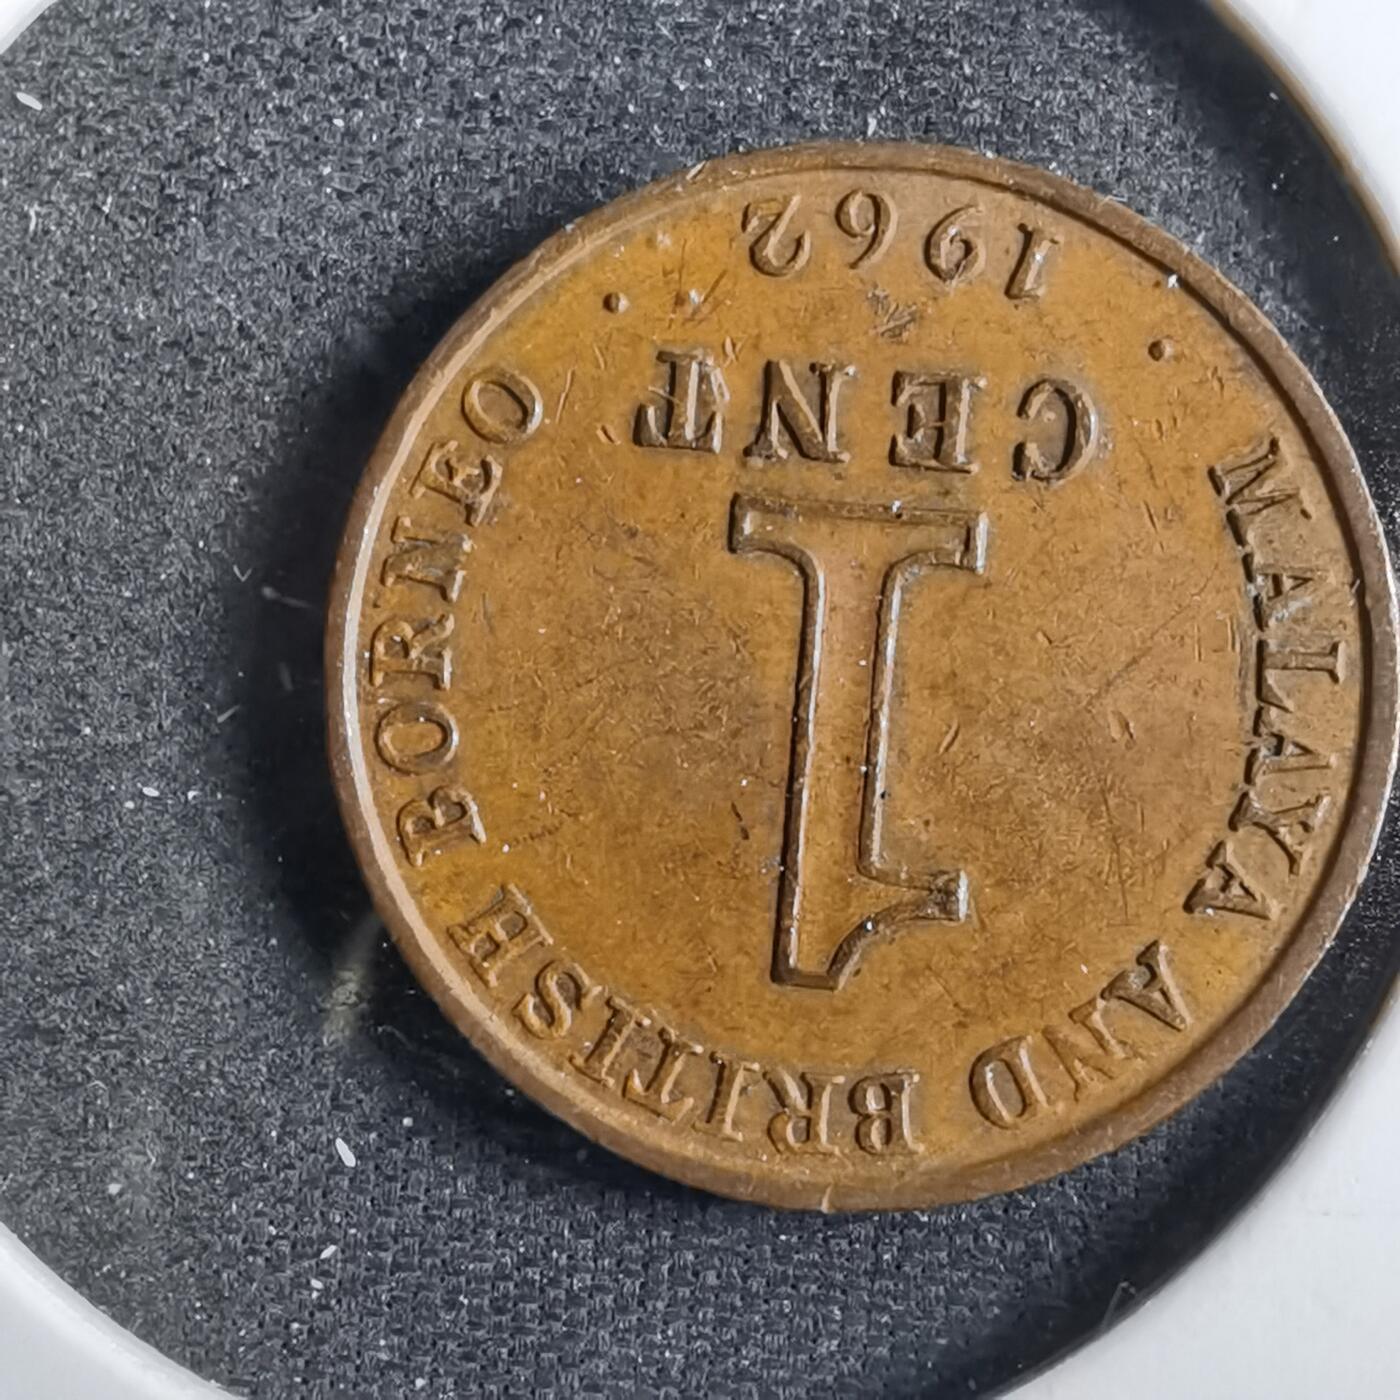 MALAYA AND BRITISH BORNEO
1
CENT
1962